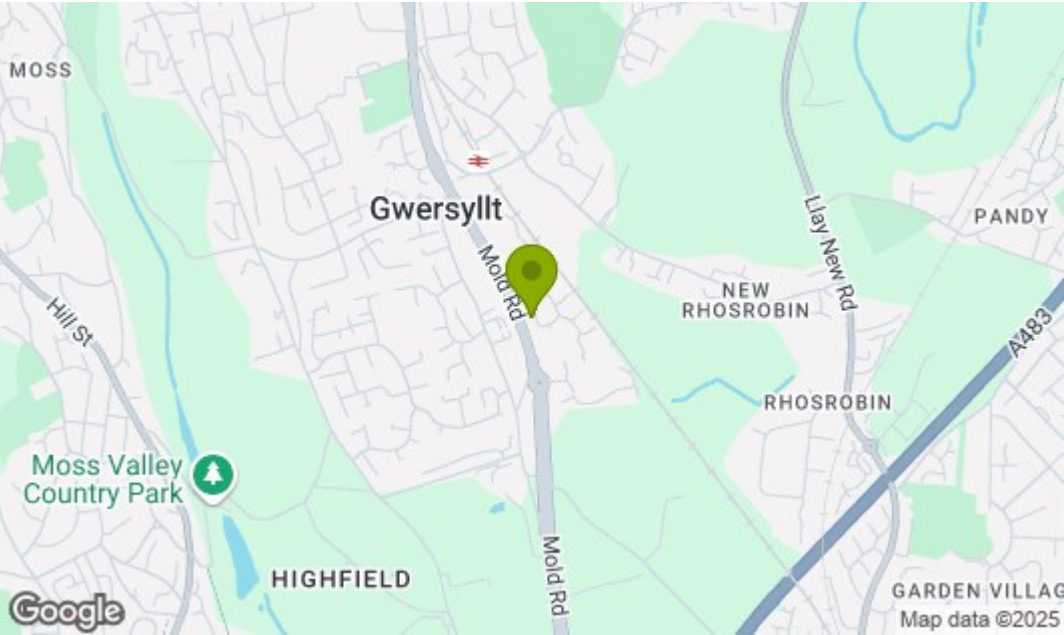 MOSS
Gwersyllt
Mold Rd
Llay New Rd
PANDY
NEW
RHOSROBIN
Hill St
A483
RHOSROBIN
Moss Valley
Country Park
Mold Rd
HIGHFIELD
GARDEN VILLAG
Google
Map data ©2025